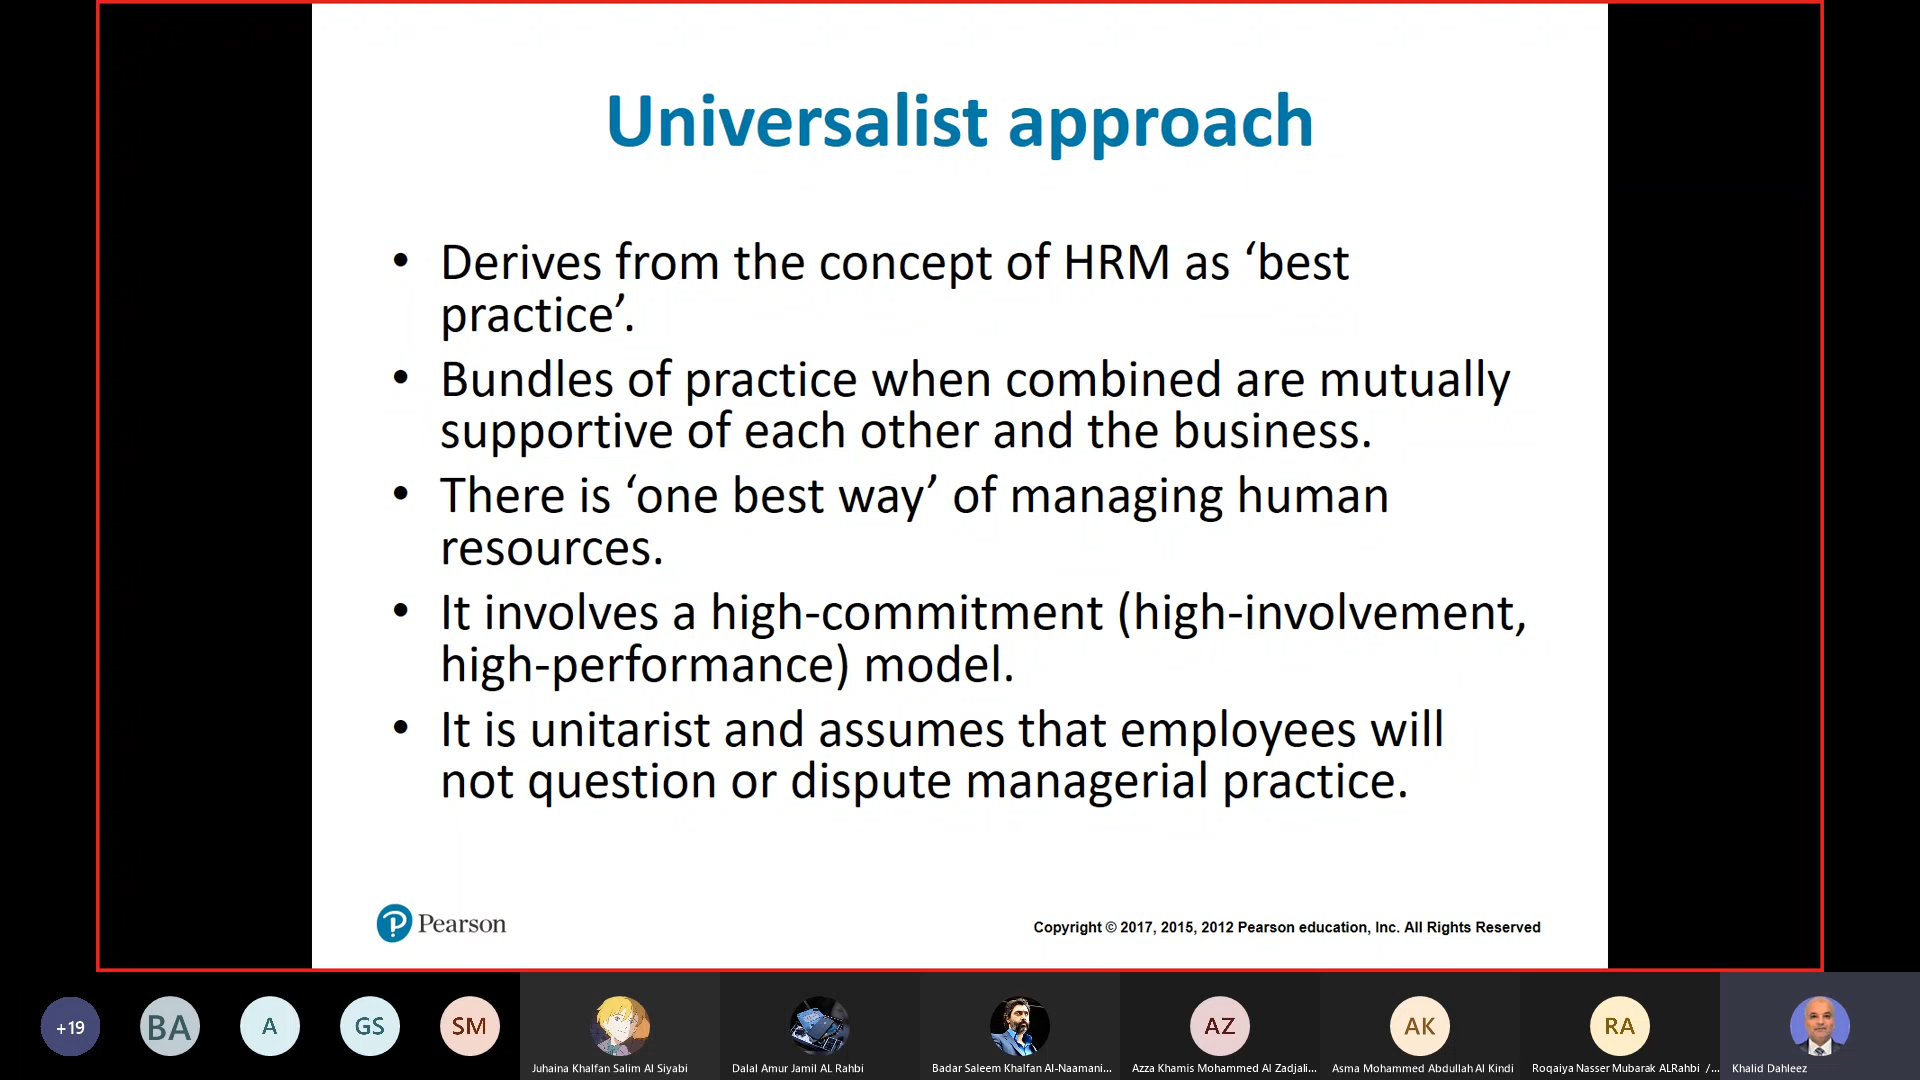 Universalist approach
• Derives from the concept of HRM as ‘best
practice’.
• Bundles of practice when combined are mutually
supportive of each other and the business.
• There is ‘one best way’ of managing human
resources.
• It involves a high-commitment (high-involvement,
high-performance) model.
• It is unitarist and assumes that employees will
not question or dispute managerial practice.
Pearson
Copyright © 2017, 2015, 2012 Pearson education, Inc. All Rights Reserved
+19
BA
A
GS
SM
AZ
AK
RA
Juhaina Khalfan Salim Al Siyabi
Dalal Amur Jamil AL Rahbi
Badar Saleem Khalfan Al-Naamani...
Azza Khamis Mohammed Al Zadjali...
Asma Mohammed Abdullah Al Kindi
Roqaiya Nasser Mubarak ALRahbi /...
Khalid Dahleez